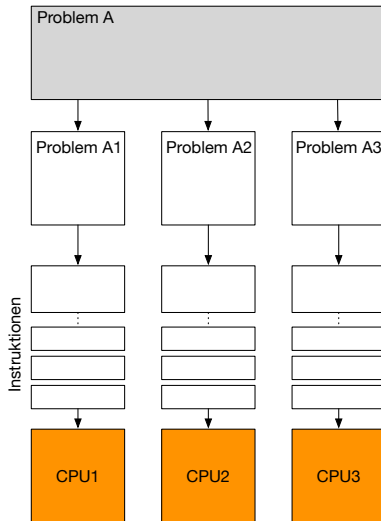 Problem A
Problem A1
Problem A2
Problem A3
Instruktionen
CPU1
CPU2
CPU3